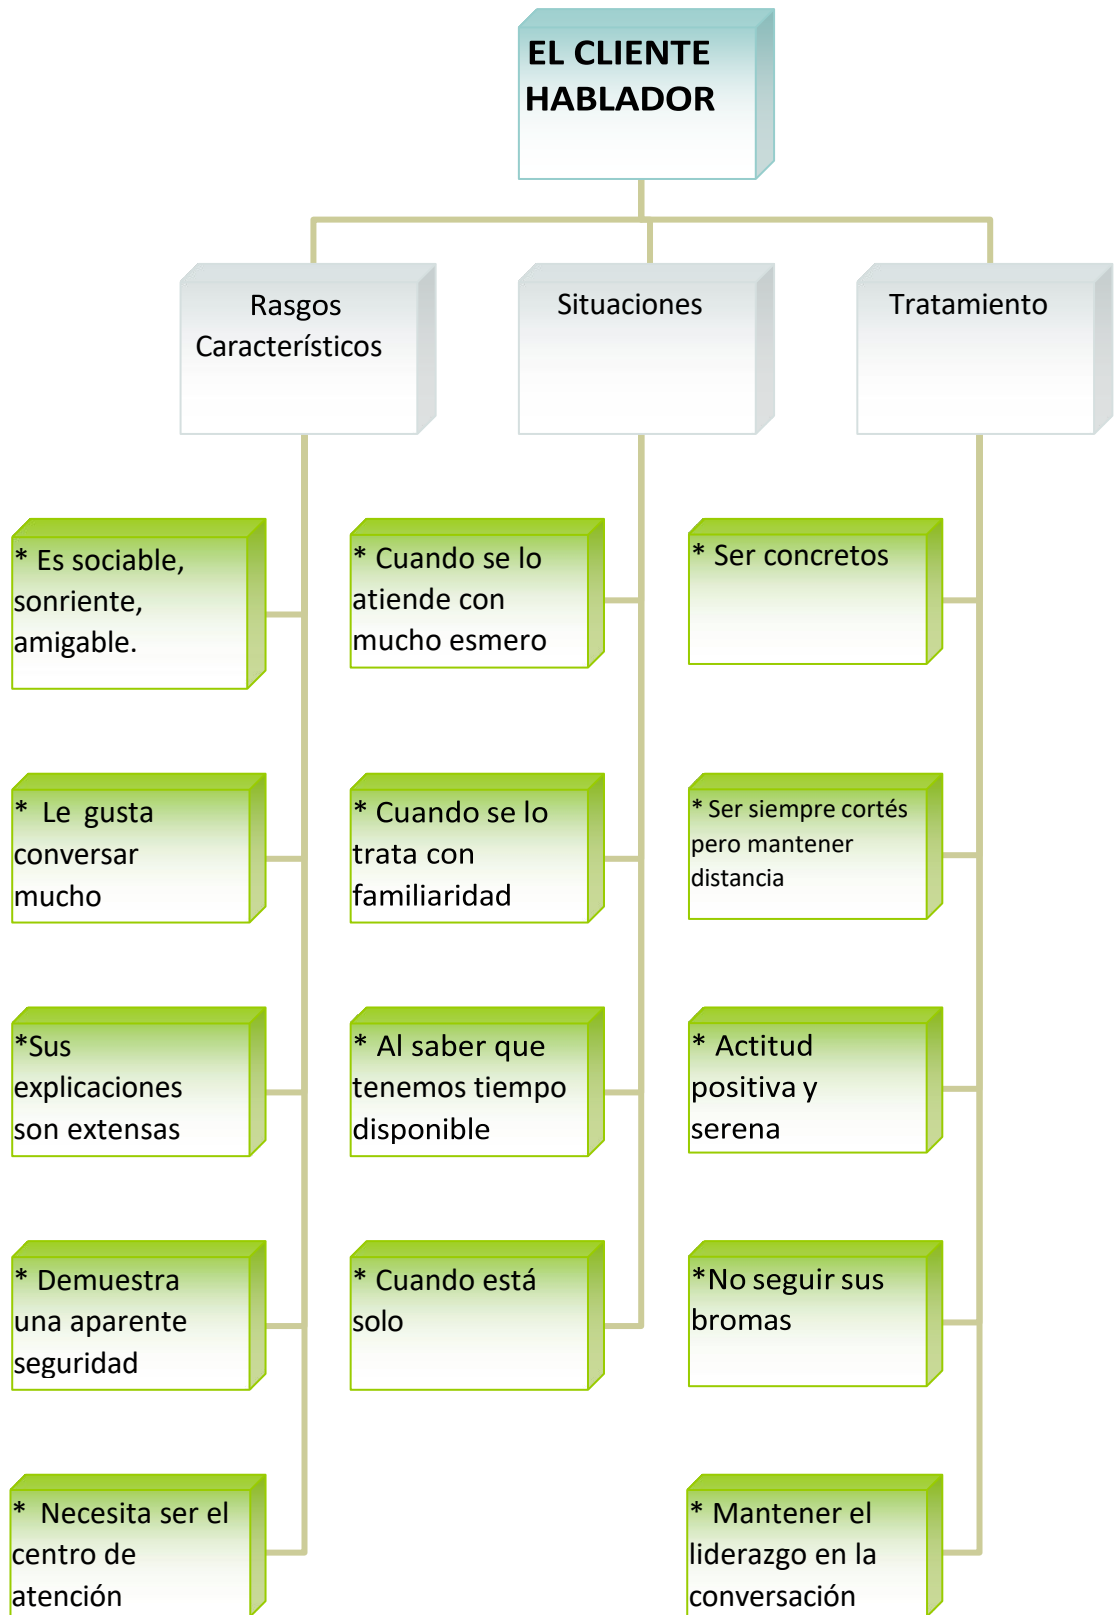 EL CLIENTE
HABLADOR
Rasgos
Característicos
Situaciones
Tratamiento
* Es sociable,
sonriente,
amigable.
* Cuando se lo
atiende con
mucho esmero
* Ser concretos
* Le gusta
conversar
mucho
* Cuando se lo
trata con
familiaridad
* Ser siempre cortés
pero mantener
distancia
*Sus
explicaciones
son extensas
* Al saber que
tenemos tiempo
disponible
* Actitud
positiva y
serena
* Demuestra
una aparente
seguridad
* Cuando está
solo
*No seguir sus
bromas
* Necesita ser el
centro de
atención
* Mantener el
liderazgo en la
conversación